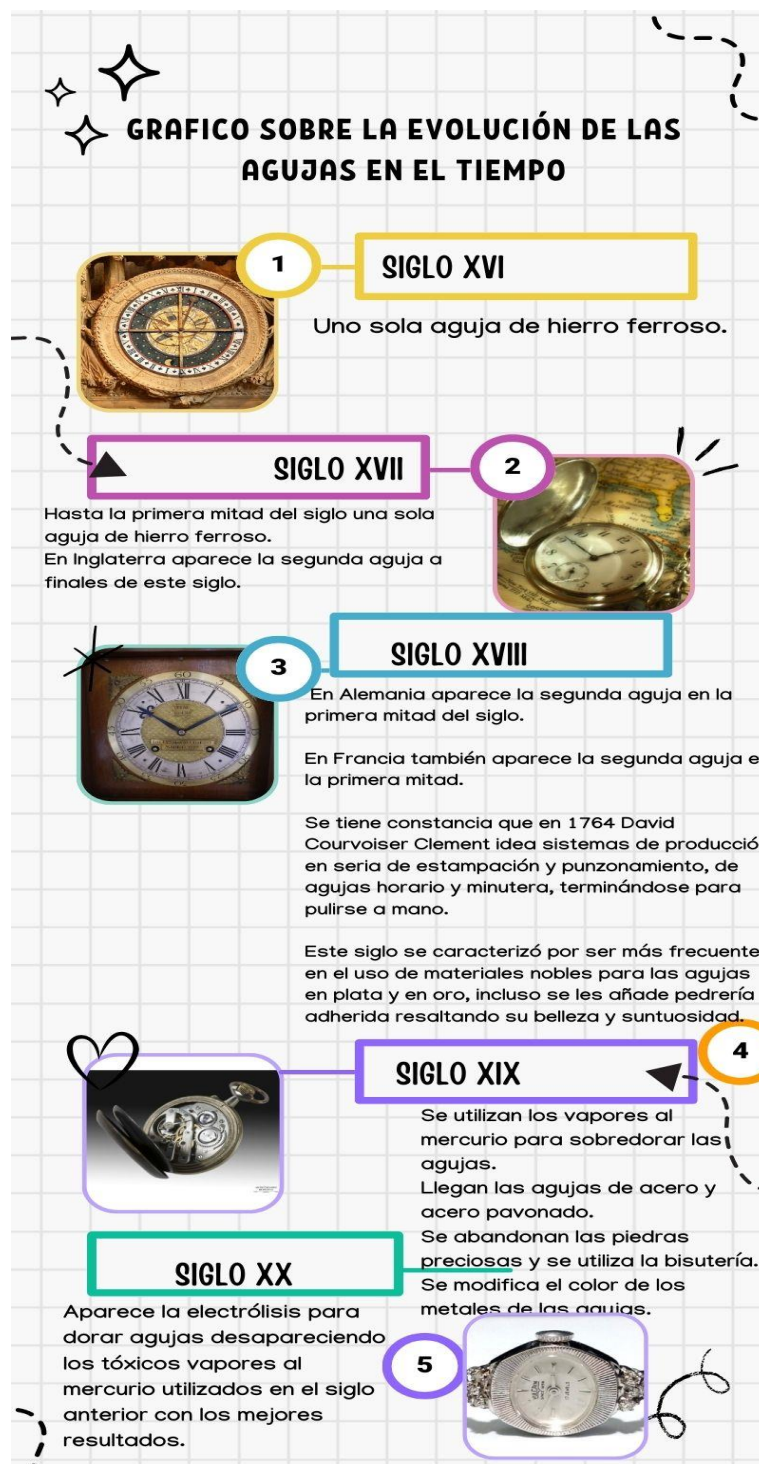 GRAFICO SOBRE LA EVOLUCIÓN DE LAS
AGUJAS EN EL TIEMPO
1
SIGLO XVI
Uno sola aguja de hierro ferroso.
SIGLO XVII
2
Hasta la primera mitad del siglo una sola
aguja de hierro ferroso.
En Inglaterra aparece la segunda aguja a
finales de este siglo.
3
SIGLO XVIII
En Alemania aparece la segunda aguja en la
primera mitad del siglo.
En Francia también aparece la segunda aguja e
la primera mitad.
Se tiene constancia que en 1764 David
Courvoiser Clement idea sistemas de producció
en seria de estampación y punzonamiento, de
agujas horario y minutera, terminándose para
pulirse a mano.
Este siglo se caracterizó por ser más frecuente
en el uso de materiales nobles para las agujas
en plata y en oro, incluso se les añade pedrería
adherida resaltando su belleza y suntuosidad.
4
SIGLO XIX
Se utilizan los vapores al
mercurio para sobredorar las
agujas.
Llegan las agujas de acero y
acero pavonado.
Se abandonan las piedras
preciosas y se utiliza la bisutería.
Se modifica el color de los
metales de las agujas.
SIGLO XX
Aparece la electrólisis para
dorar agujas desapareciendo
los tóxicos vapores al
mercurio utilizados en el siglo
anterior con los mejores
resultados.
5